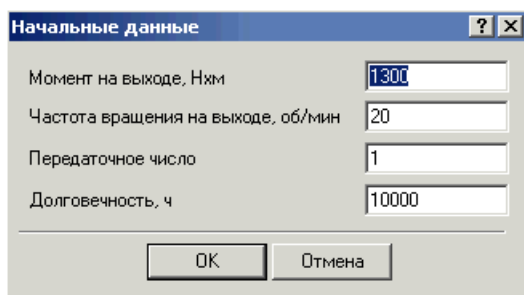 Начальные данные
Момент на выходе, Нхм 1300
Частота вращения на выходе, об/мин 20
Передаточное число 1
Долговечность, ч 10000
OK Отмена